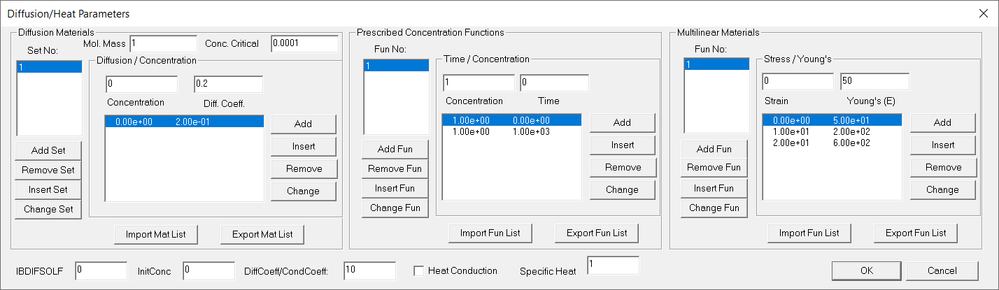 Diffusion/Heat Parameters
Diffusion Materials
Mol. Mass 1
Conc. Critical 0.0001
Set No:
1
Diffusion / Concentration
0 0.2
Concentration Diff. Coeff.
0.00e+00 2.00e-01
Add
Insert
Remove
Change
Add Set
Remove Set
Insert Set
Change Set
Import Mat List Export Mat List
Prescribed Concentration Functions
Fun No:
1
Time / Concentration
1 0
Concentration Time
1.00e+00 0.00e+00
1.00e+00 1.00e+03
Add
Insert
Remove
Change
Add Fun
Remove Fun
Insert Fun
Change Fun
Import Fun List Export Fun List
Multilinear Materials
Fun No:
1
Stress / Young's
0 50
Strain Young's (E)
0.00e+00 5.00e+01
1.00e+01 2.00e+02
2.00e+01 6.00e+02
Add
Insert
Remove
Change
Add Fun
Remove Fun
Insert Fun
Change Fun
Import Fun List Export Fun List
IBDIFSOLF 0 InitConc 0 DiffCoeff/CondCoeff: 10 Heat Conduction Specific Heat 1 OK Cancel